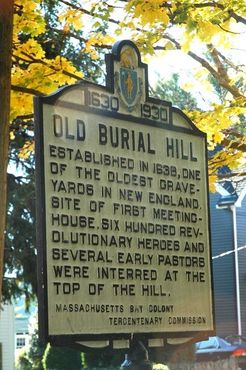 1630 1930
OLD BURIAL HILL
ESTABLISHED IN 1638, ONE
OF THE OLDEST GRAVE-
YARDS IN NEW ENGLAND.
SITE OF FIRST MEETING-
HOUSE. SIX HUNDRED REV-
OLUTIONARY HEROES AND
SEVERAL EARLY PASTORS
WERE INTERRED AT THE
TOP OF THE HILL.
MASSACHUSETTS BAY COLONY
TERCENTENARY COMMISSION